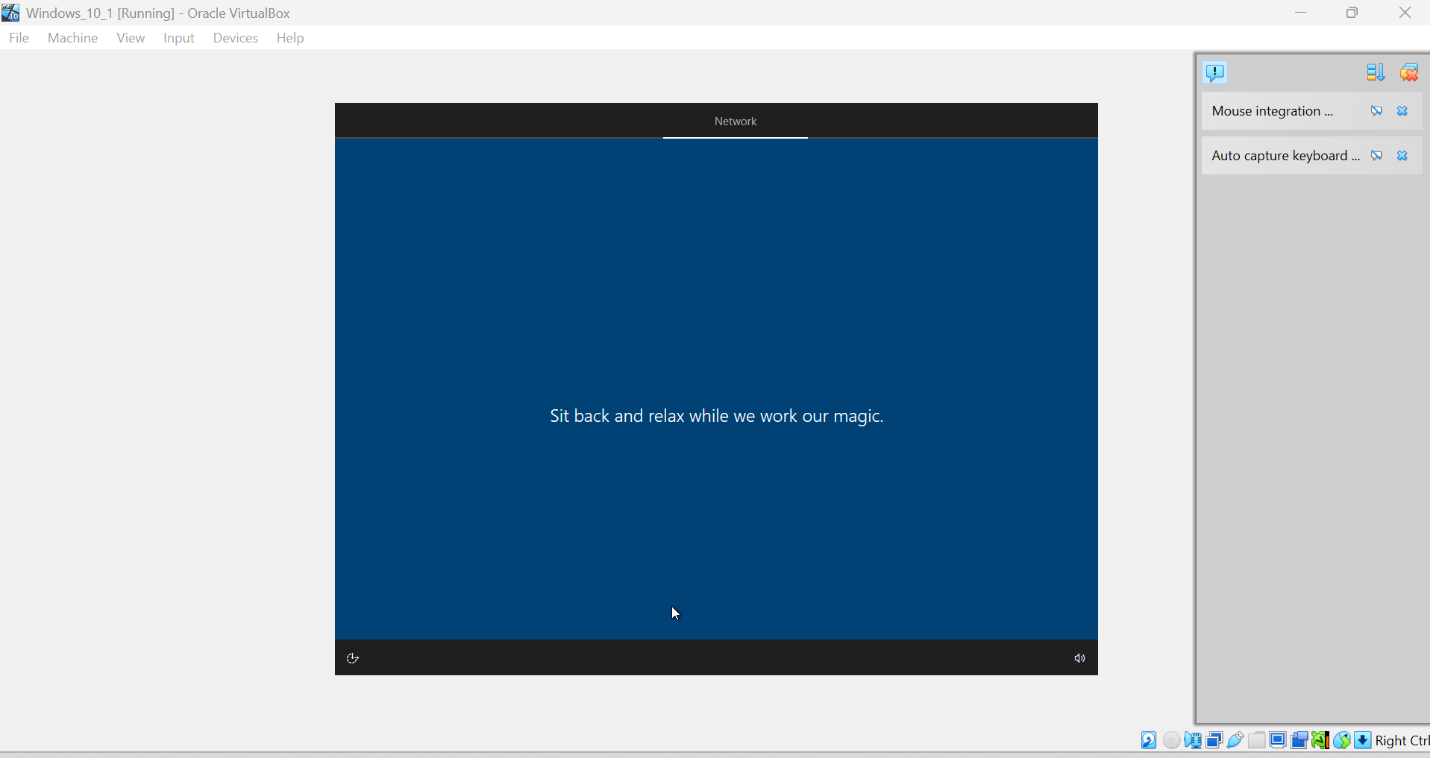 Windows_10_1 [Running] - Oracle VirtualBox
File Machine View Input Devices Help
Network
Mouse integration ...
Auto capture keyboard ...
Sit back and relax while we work our magic.
Right Ctrl